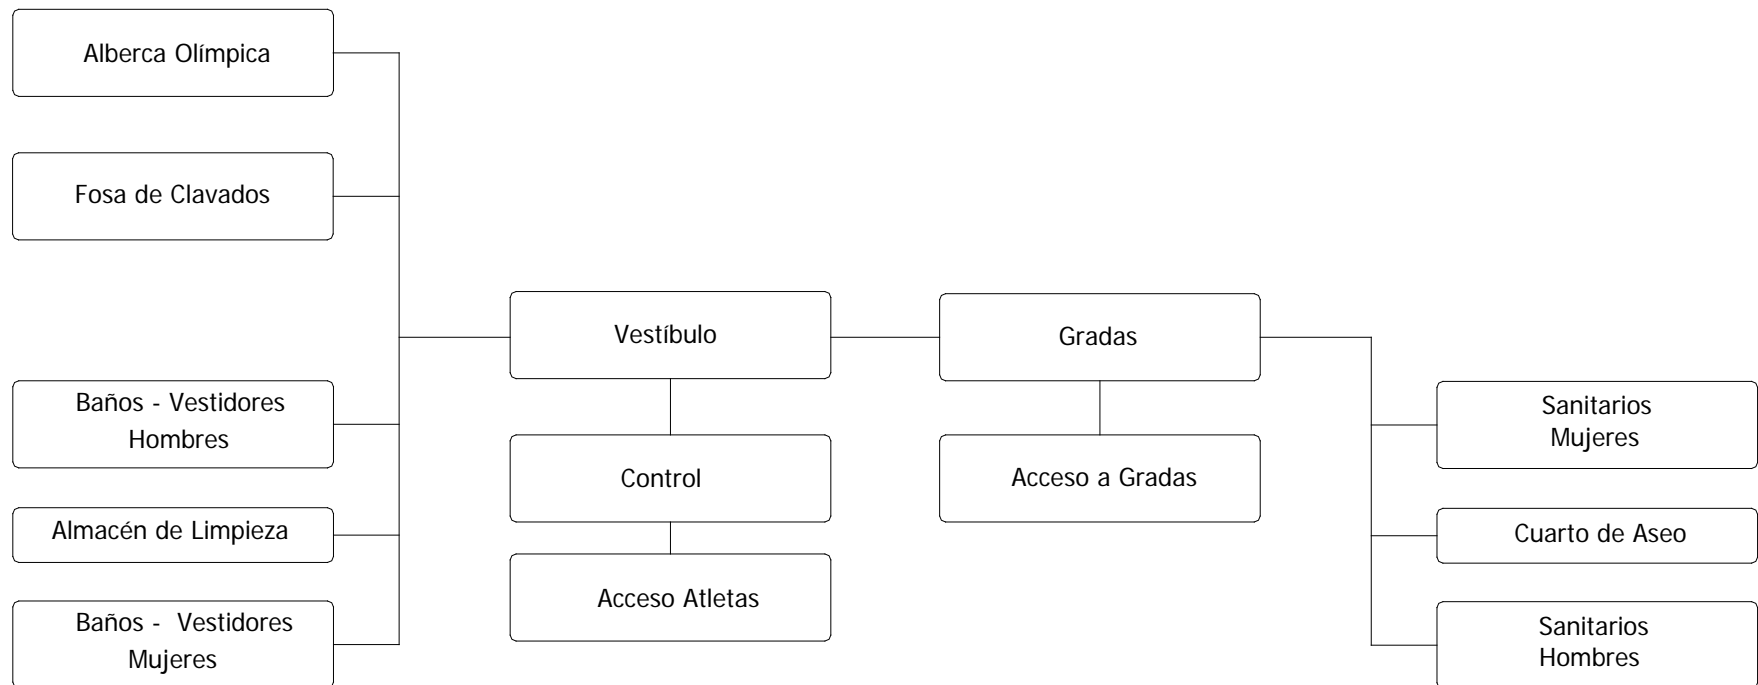 Alberca Olímpica
Fosa de Clavados
Vestíbulo
Gradas
Baños - Vestidores
Hombres
Sanitarios
Mujeres
Control
Acceso a Gradas
Almacén de Limpieza
Cuarto de Aseo
Acceso Atletas
Baños - Vestidores
Mujeres
Sanitarios
Hombres